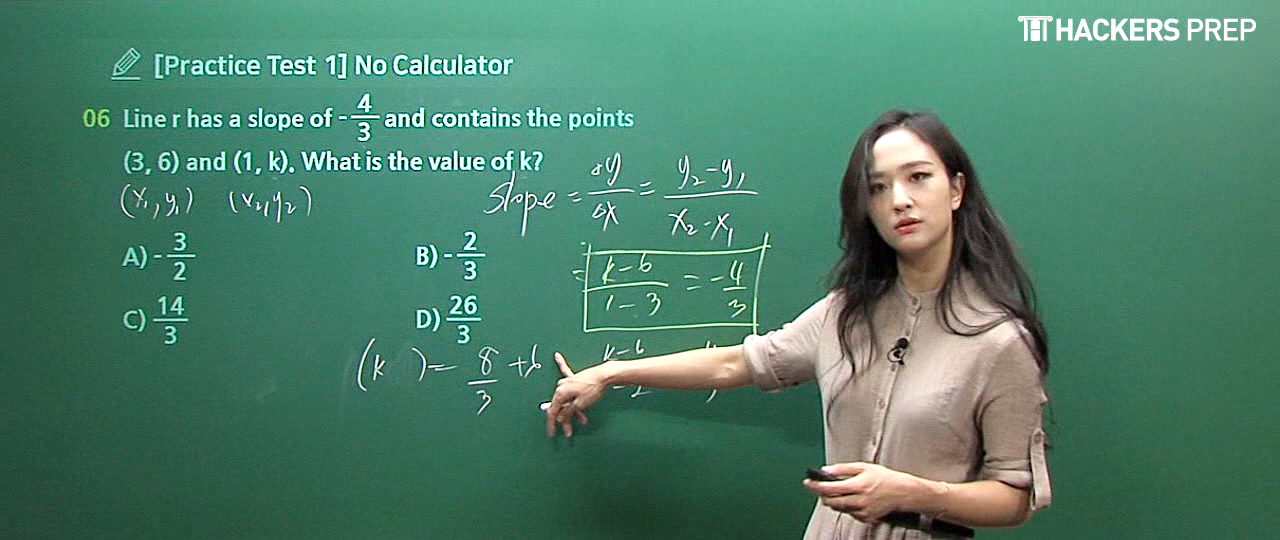 HACKERS PREP
[Practice Test 1] No Calculator
06 Line r has a slope of -4/3 and contains the points
(3, 6) and (1, k). What is the value of k?
(x₁, y₁) (x₂, y₂)
slope = Δy/Δx = y₂-y₁/x₂-x₁
A) -3/2 B) -2/3
= k-6/1-3 = -4/3
C) 14/3 D) 26/3
(k ) = 8/3 +6
k-6/-2